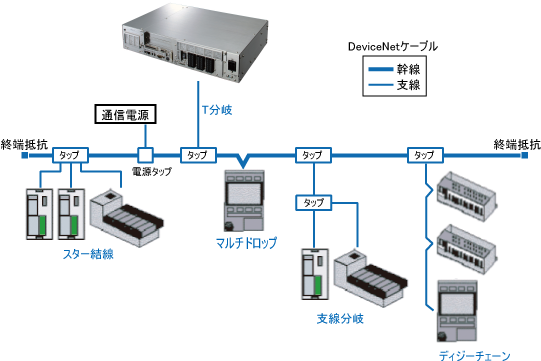 DeviceNetケーブル
幹線
支線
通信電源
T分岐
終端抵抗
タップ
電源タップ
タップ
タップ
タップ
終端抵抗
タップ
スター結線
マルチドロップ
支線分岐
ディジーチェーン